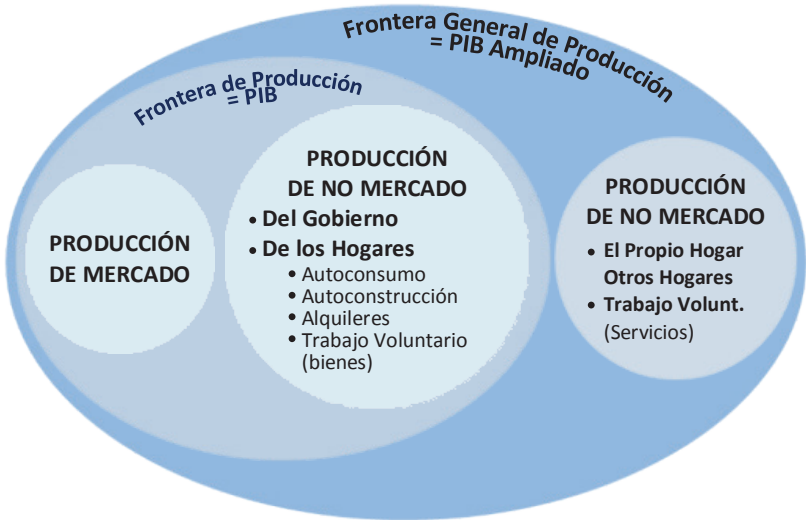 Frontera General de Producción
= PIB Ampliado
Frontera de Producción
= PIB
PRODUCCIÓN
DE MERCADO
PRODUCCIÓN
DE NO MERCADO
• Del Gobierno
• De los Hogares
• Autoconsumo
• Autoconstrucción
• Alquileres
• Trabajo Voluntario
(bienes)
PRODUCCIÓN
DE NO MERCADO
• El Propio Hogar
Otros Hogares
• Trabajo Volunt.
(Servicios)